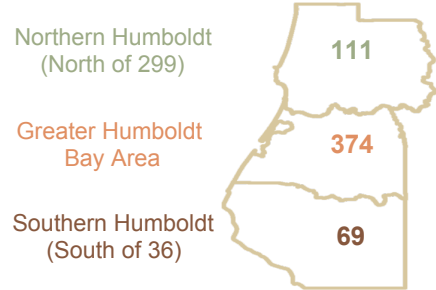 Northern Humboldt
(North of 299)
111
Greater Humboldt
Bay Area
374
Southern Humboldt
(South of 36)
69